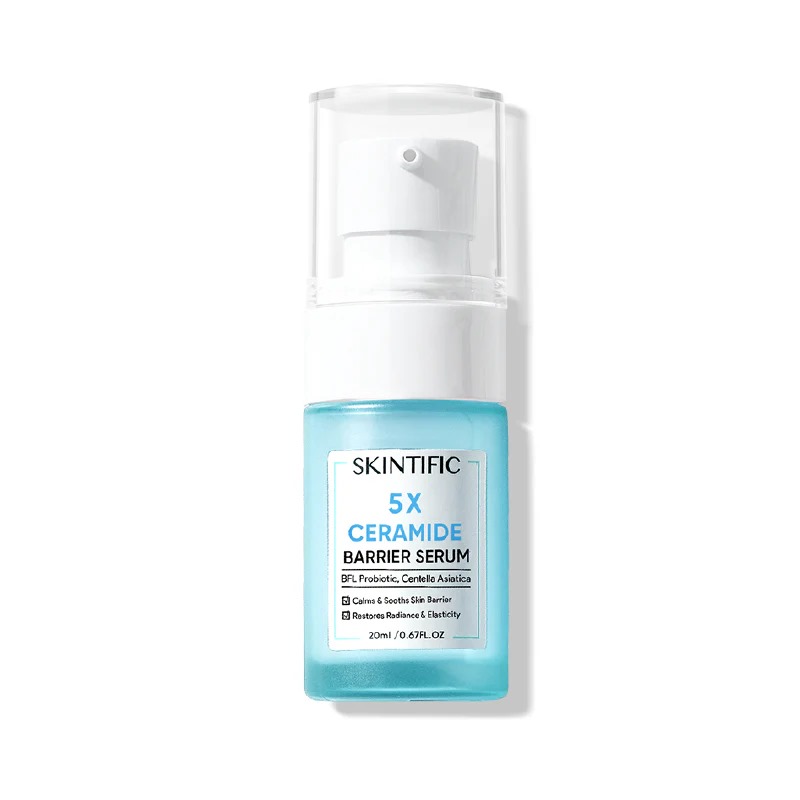 SKINTIFIC
5X
CERAMIDE
BARRIER SERUM
BFL Probiotic, Centella Asiatica
Calms & Sooths Skin Barrier
Restores Radiance & Elasticity
20ml / 0.67FL.OZ